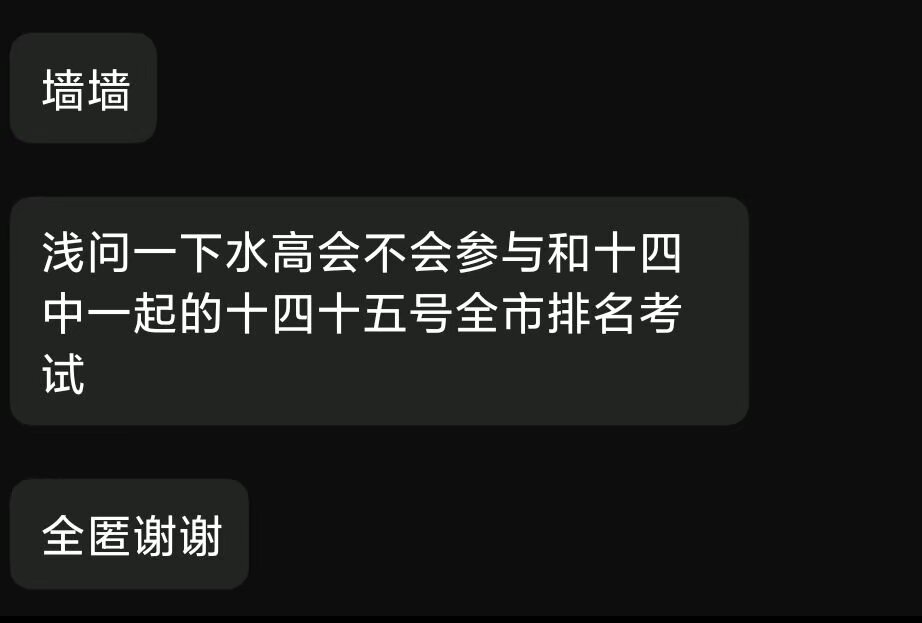 墙墙
浅问一下水高会不会参与和十四
中一起的十四十五号全市排名考
试
全匿谢谢